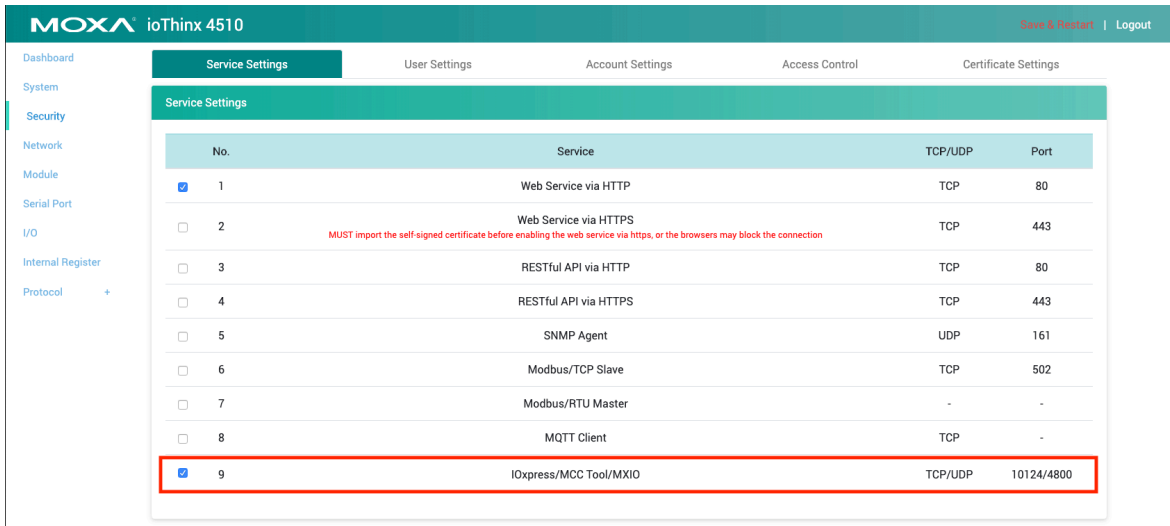 MOXA® ioThinx 4510
Save & Restart | Logout
Dashboard
System
Security
Network
Module
Serial Port
I/O
Internal Register
Protocol +
Service Settings User Settings Account Settings Access Control Certificate Settings
Service Settings
No. Service TCP/UDP Port
1 Web Service via HTTP TCP 80
2 Web Service via HTTPS TCP 443
MUST import the self-signed certificate before enabling the web service via https, or the browsers may block the connection
3 RESTful API via HTTP TCP 80
4 RESTful API via HTTPS TCP 443
5 SNMP Agent UDP 161
6 Modbus/TCP Slave TCP 502
7 Modbus/RTU Master - -
8 MQTT Client TCP -
9 IOxpress/MCC Tool/MXIO TCP/UDP 10124/4800